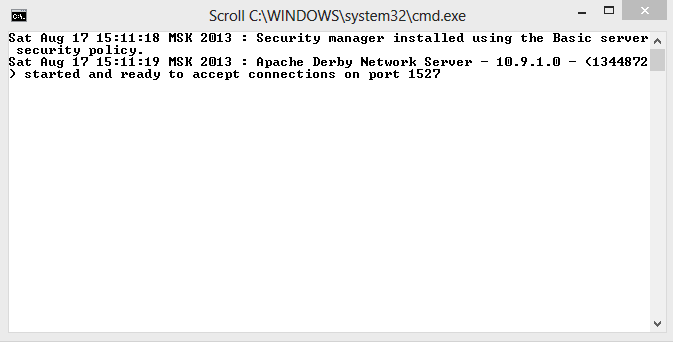 Scroll C:\WINDOWS\system32\cmd.exe
Sat Aug 17 15:11:18 MSK 2013 : Security manager installed using the Basic server
 security policy.
Sat Aug 17 15:11:19 MSK 2013 : Apache Derby Network Server - 10.9.1.0 - (1344872
) started and ready to accept connections on port 1527